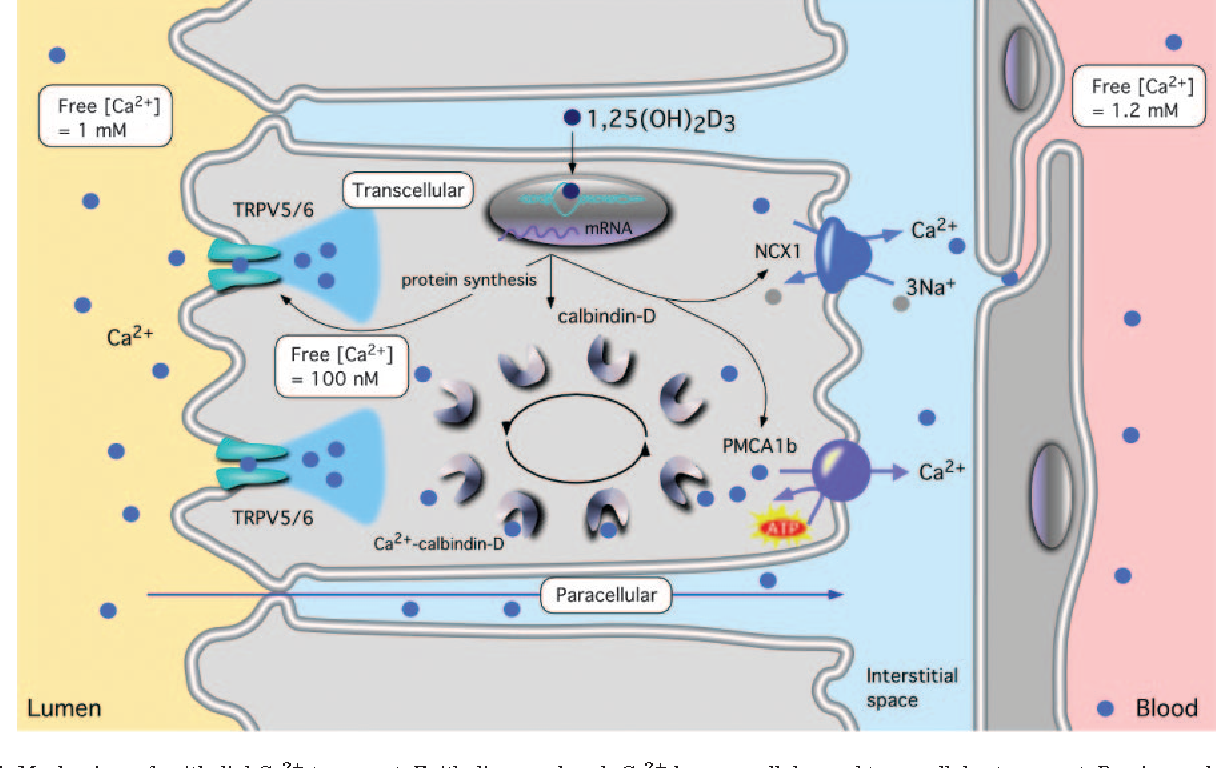 Free [Ca²⁺]
= 1 mM
Free [Ca²⁺]
= 1.2 mM
1,25(OH)₂D₃
Transcellular
TRPV5/6
mRNA
NCX1
Ca²⁺
3Na⁺
protein synthesis
calbindin-D
Ca²⁺
Free [Ca²⁺]
= 100 nM
PMCA1b
Ca²⁺
TRPV5/6
ATP
Ca²⁺-calbindin-D
Paracellular
Interstitial
space
Lumen
Blood